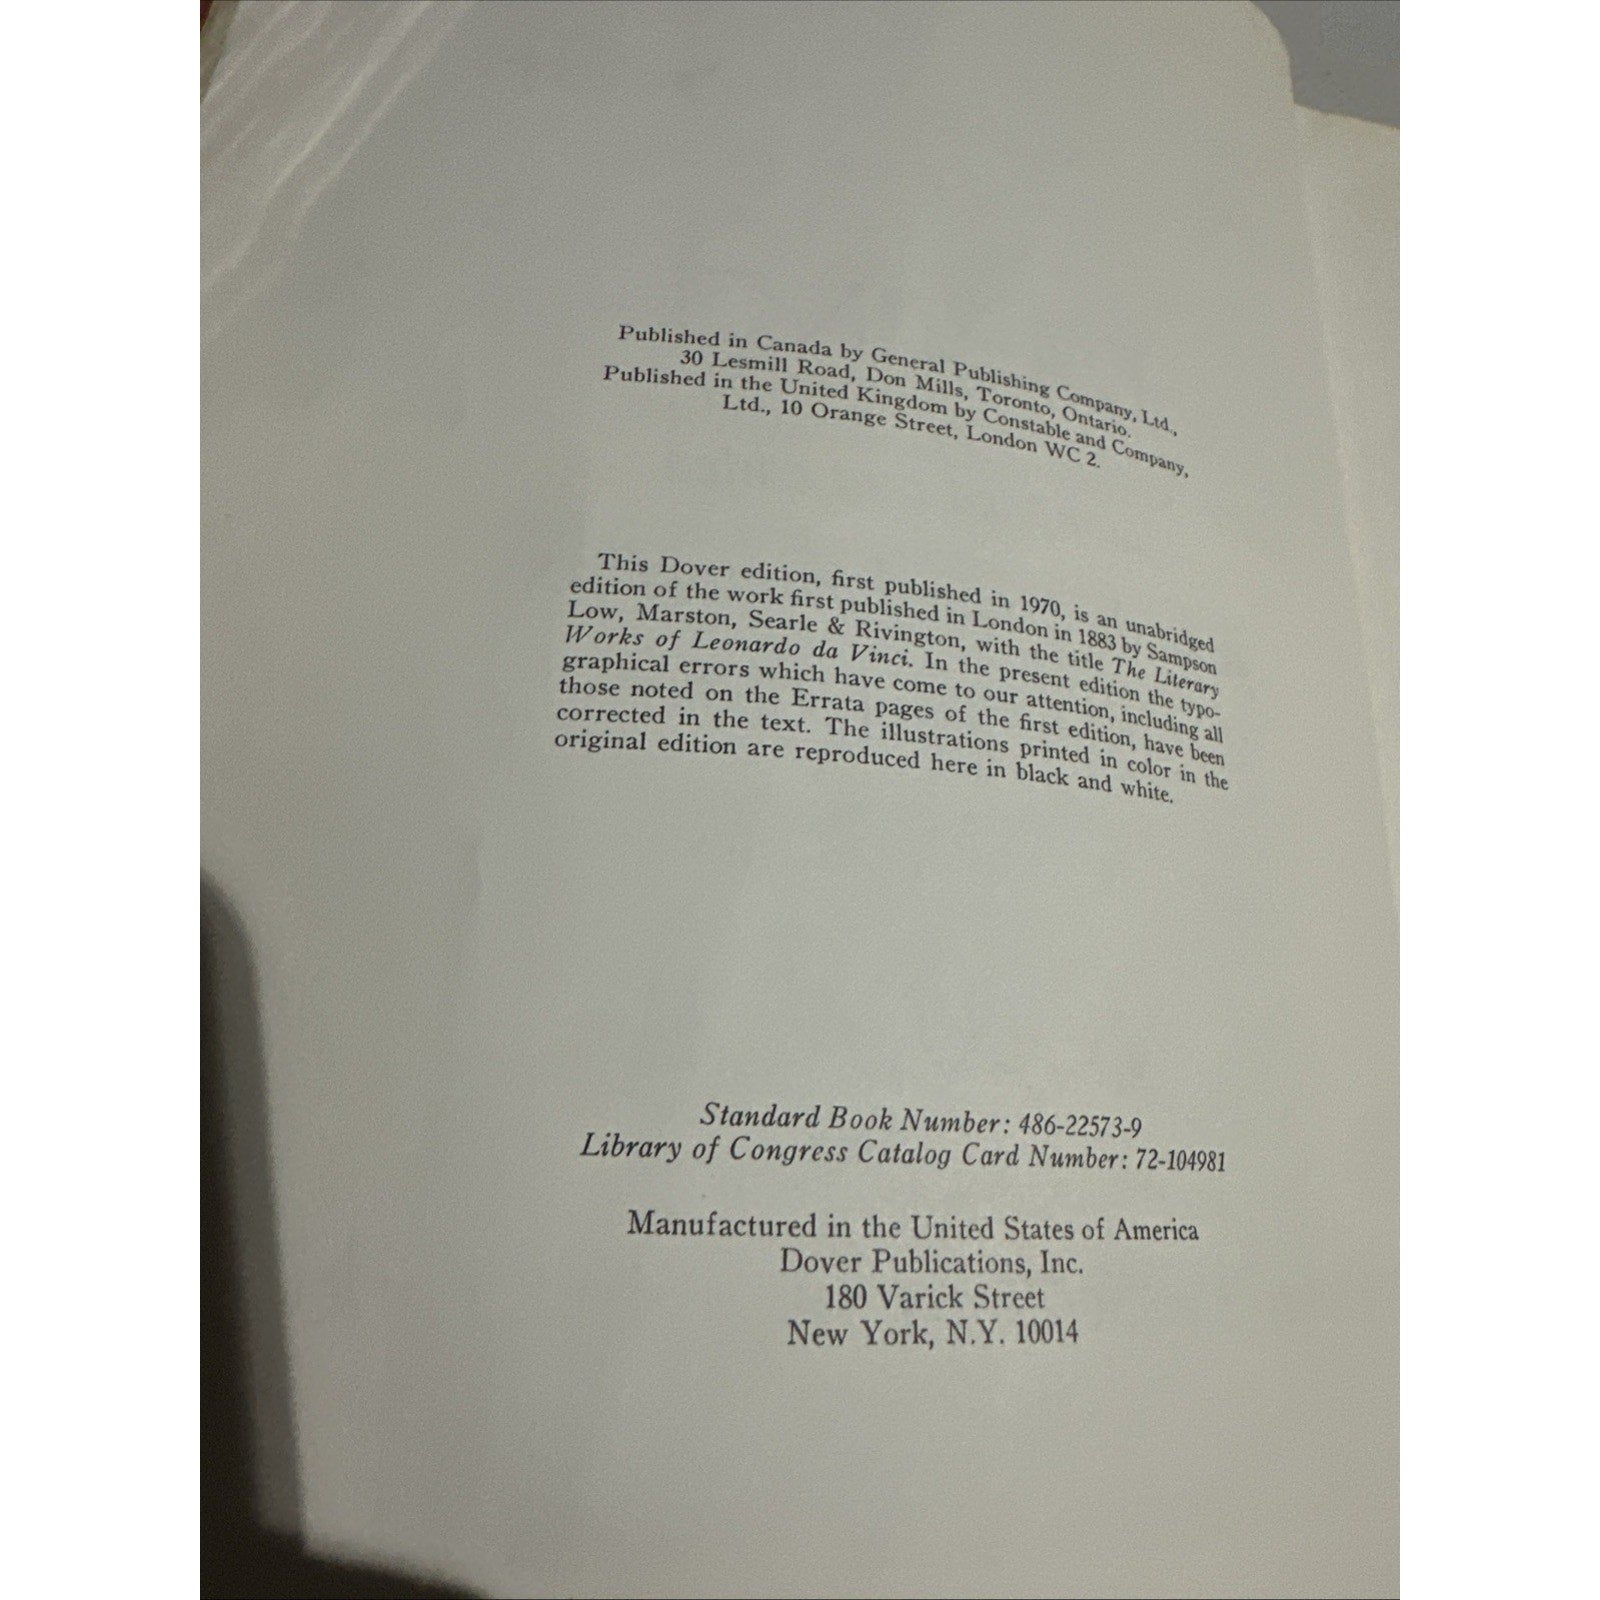 Published in Canada by General Publishing Company, Ltd.,
30 Lesmill Road, Don Mills, Toronto, Ontario.
Published in the United Kingdom by Constable and Company,
Ltd., 10 Orange Street, London WC 2.
This Dover edition, first published in 1970, is an unabridged
edition of the work first published in London in 1883 by Sampson
Low, Marston, Searle & Rivington, with the title The Literary
Works of Leonardo da Vinci. In the present edition the typo-
graphical errors which have come to our attention, including all
those noted on the Errata pages of the first edition, have been
corrected in the text. The illustrations printed in color in the
original edition are reproduced here in black and white.
Standard Book Number: 486-22573-9
Library of Congress Catalog Card Number: 72-104981
Manufactured in the United States of America
Dover Publications, Inc.
180 Varick Street
New York, N.Y. 10014